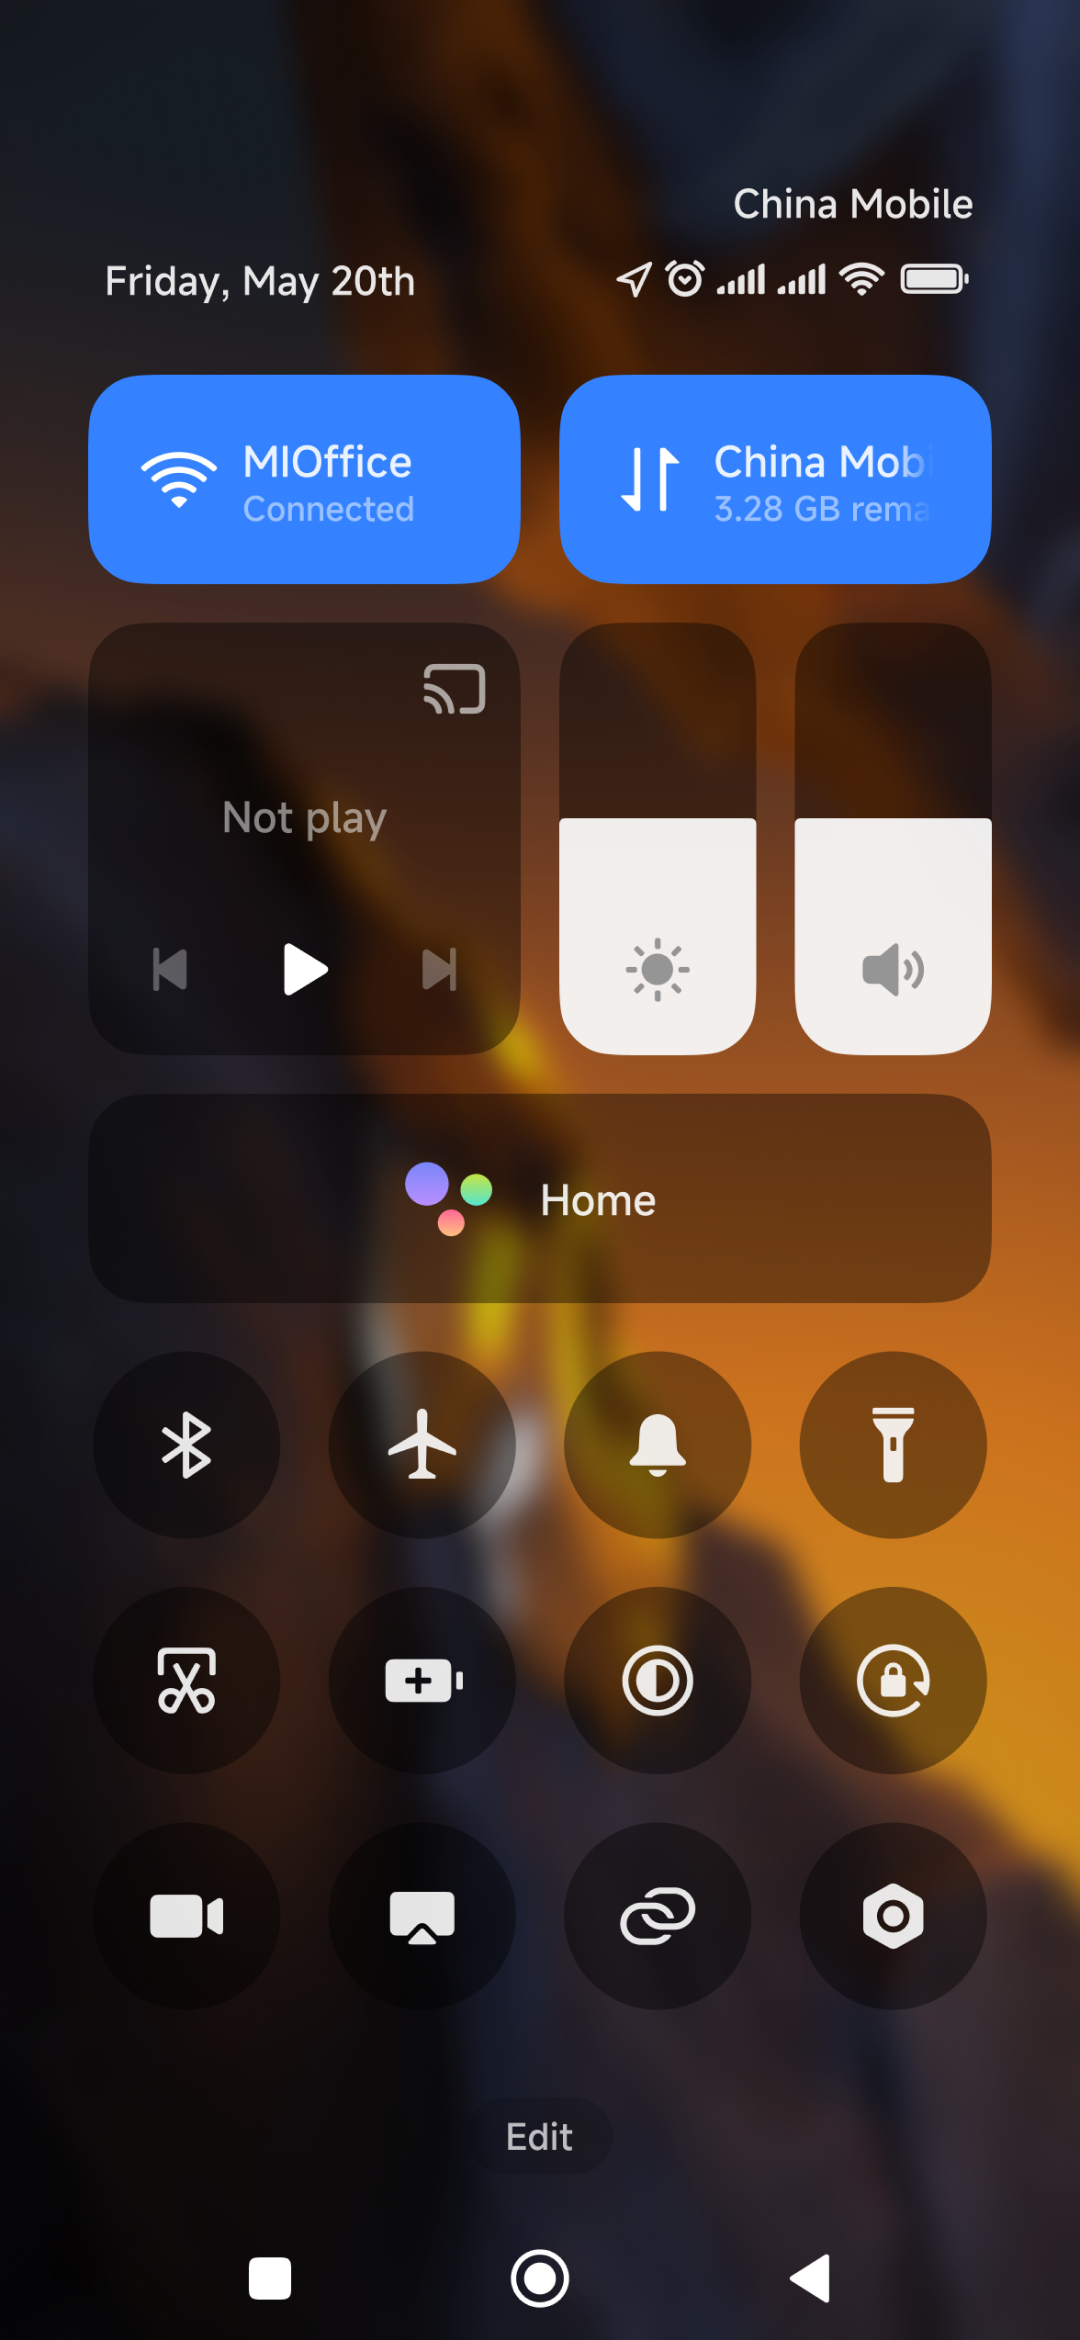 China Mobile
Friday, May 20th
MIOffice
Connected
China Mobi
3.28 GB rema
Not play
Home
Edit